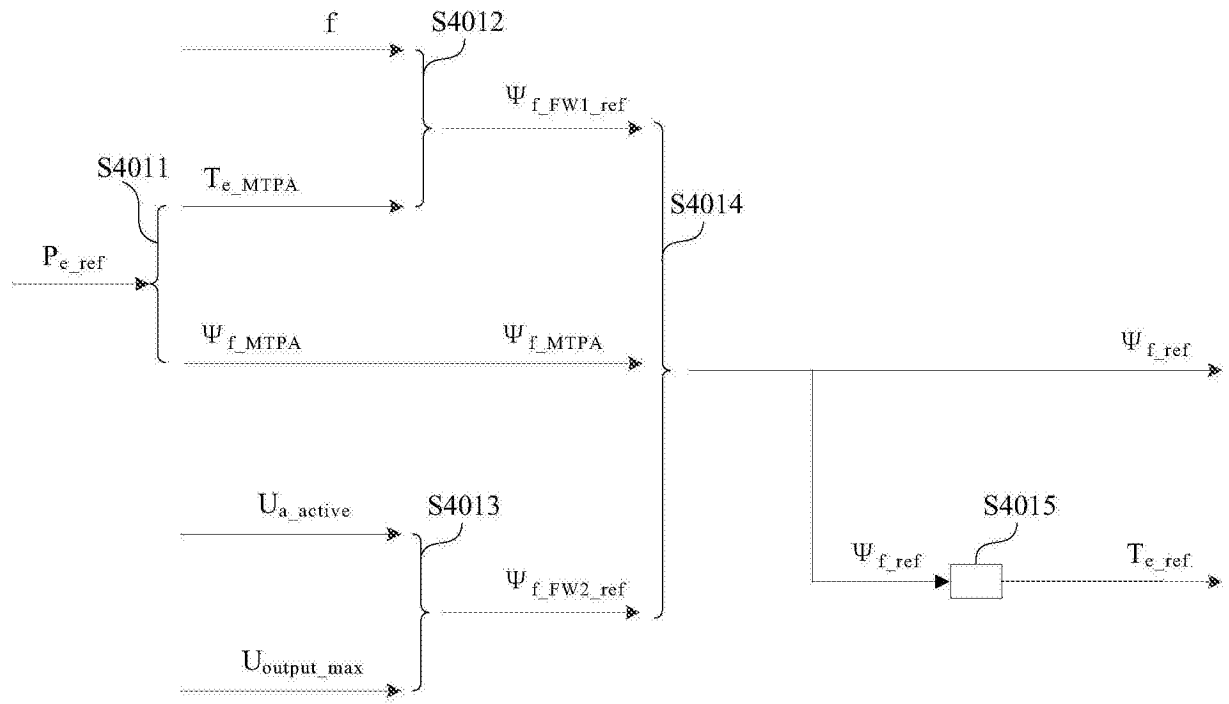 f
S4012
Ψf_FW1_ref
S4011
Te_MTPA
S4014
Pe_ref
Ψf_MTPA
Ψf_MTPA
Ψf_ref
Ua_active
S4013
S4015
Ψf_FW2_ref
Ψf_ref
Te_ref
Uoutput_max